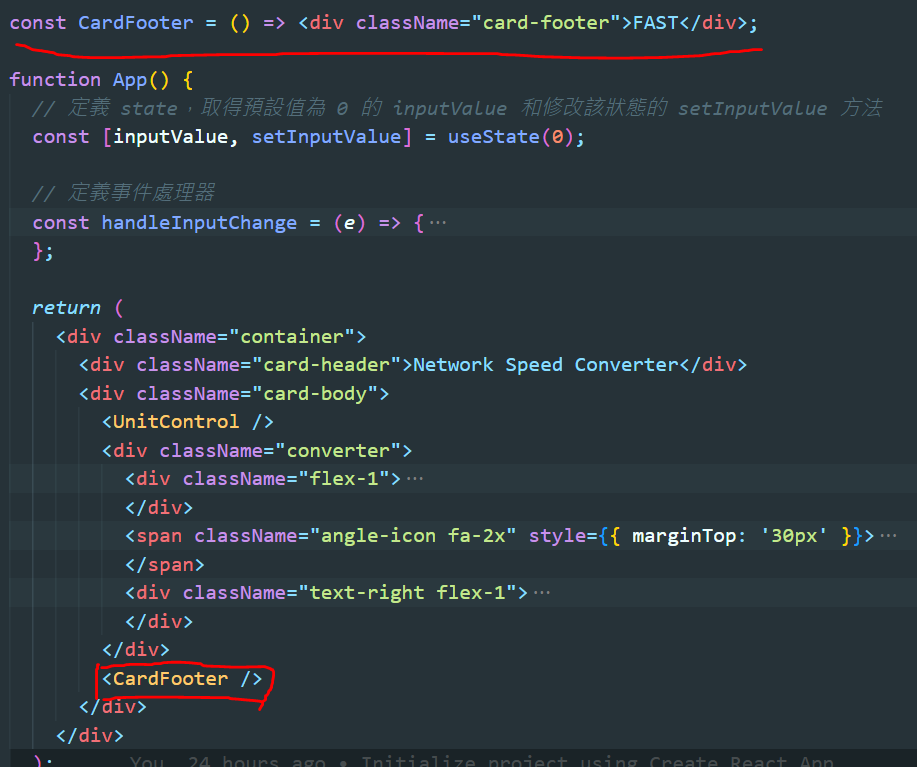 const CardFooter = () => <div className="card-footer">FAST</div>;
function App() {
// 定義 state，取得預設值為 0 的 inputValue 和修改該狀態的 setInputValue 方法
const [inputValue, setInputValue] = useState(0);
// 定義事件處理器
const handleInputChange = (e) => {···
};
return (
<div className="container">
<div className="card-header">Network Speed Converter</div>
<div className="card-body">
<UnitControl />
<div className="converter">
<div className="flex-1">···
</div>
<span className="angle-icon fa-2x" style={{ marginTop: '30px' }}>···
</span>
<div className="text-right flex-1">···
</div>
</div>
<CardFooter />
</div>
</div>
); You, 24 hours ago • Initialize project using Create React App